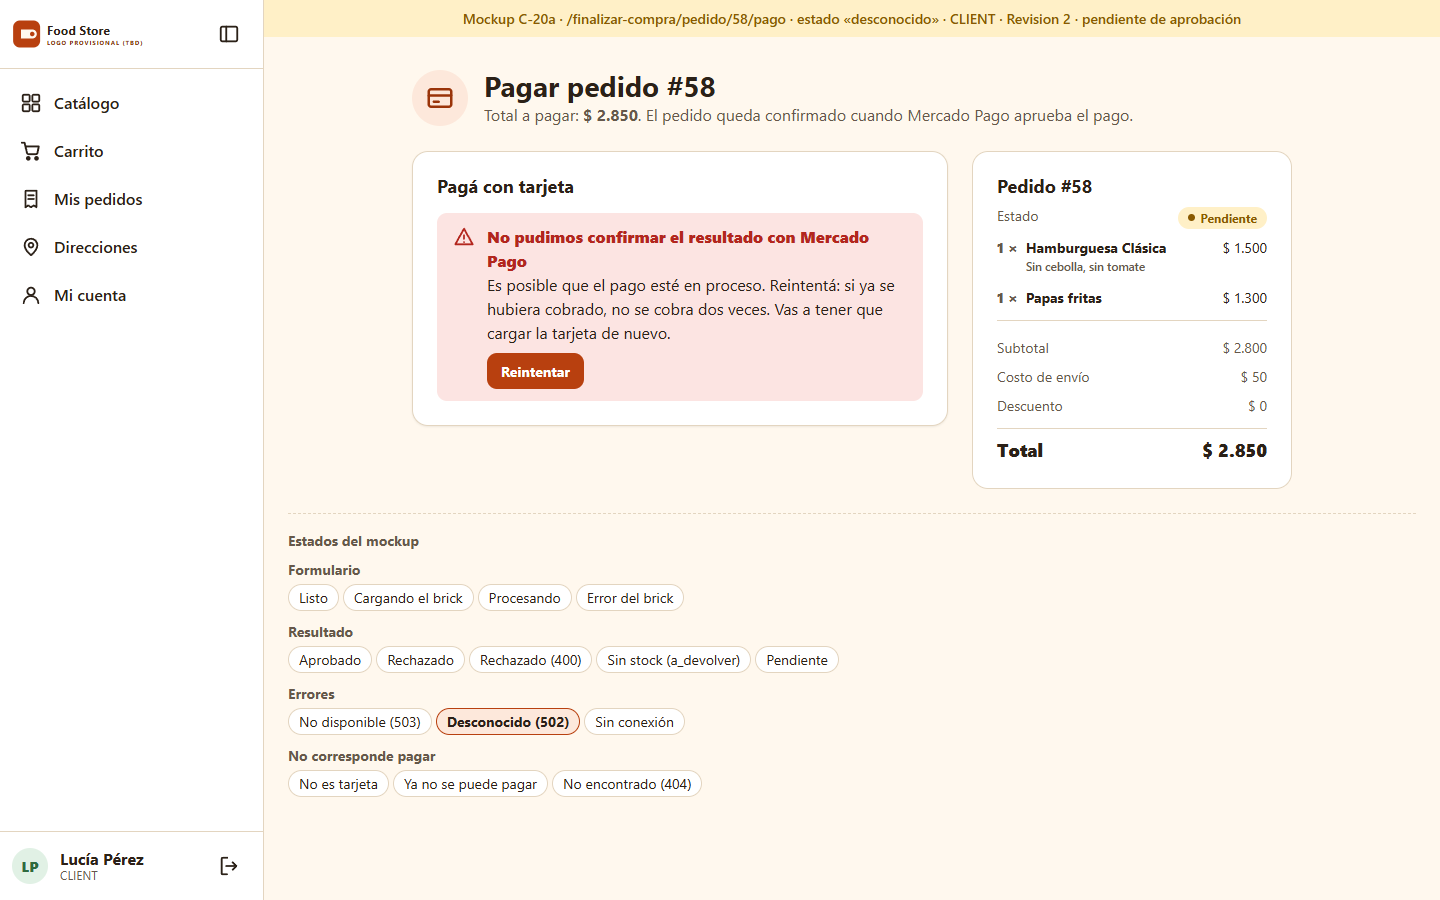 Mockup C-20a · /finalizar-compra/pedido/58/pago · estado «desconocido» · CLIENT · Revision 2 · pendiente de aprobación
Food Store
LOGO PROVISIONAL (TBD)
Catálogo
Carrito
Mis pedidos
Direcciones
Mi cuenta
Lucía Pérez
LP
CLIENT
Pagar pedido #58
Total a pagar: $ 2.850. El pedido queda confirmado cuando Mercado Pago aprueba el pago.
Pagá con tarjeta
No pudimos confirmar el resultado con Mercado
Pago
Es posible que el pago esté en proceso. Reintentá: si ya se
hubiera cobrado, no se cobra dos veces. Vas a tener que
cargar la tarjeta de nuevo.
Reintentar
Pedido #58
Estado Pendiente
1 × Hamburguesa Clásica $ 1.500
Sin cebolla, sin tomate
1 × Papas fritas $ 1.300
Subtotal $ 2.800
Costo de envío $ 50
Descuento $ 0
Total $ 2.850
Estados del mockup
Formulario
Listo Cargando el brick Procesando Error del brick
Resultado
Aprobado Rechazado Rechazado (400) Sin stock (a_devolver) Pendiente
Errores
No disponible (503) Desconocido (502) Sin conexión
No corresponde pagar
No es tarjeta Ya no se puede pagar No encontrado (404)